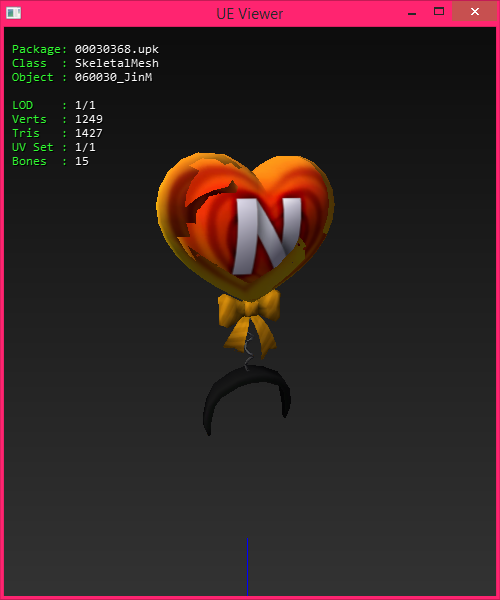 UE Viewer
Package: 00030368.upk
Class : SkeletalMesh
Object : 060030_JinM
LOD : 1/1
Verts : 1249
Tris : 1427
UV Set : 1/1
Bones : 15
N